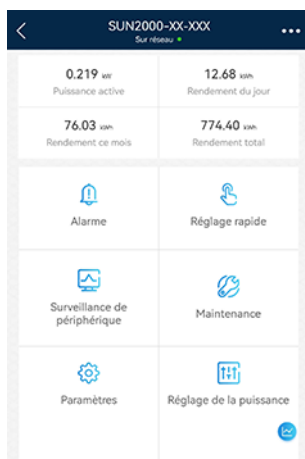 SUN2000-XX-XXX
Sur réseau
0.219 kW
12.68 kWh
Puissance active
Rendement du jour
76.03 kWh
774.40 kWh
Rendement ce mois
Rendement total
Alarme
Réglage rapide
Surveillance de
périphérique
Maintenance
Paramètres
Réglage de la puissance